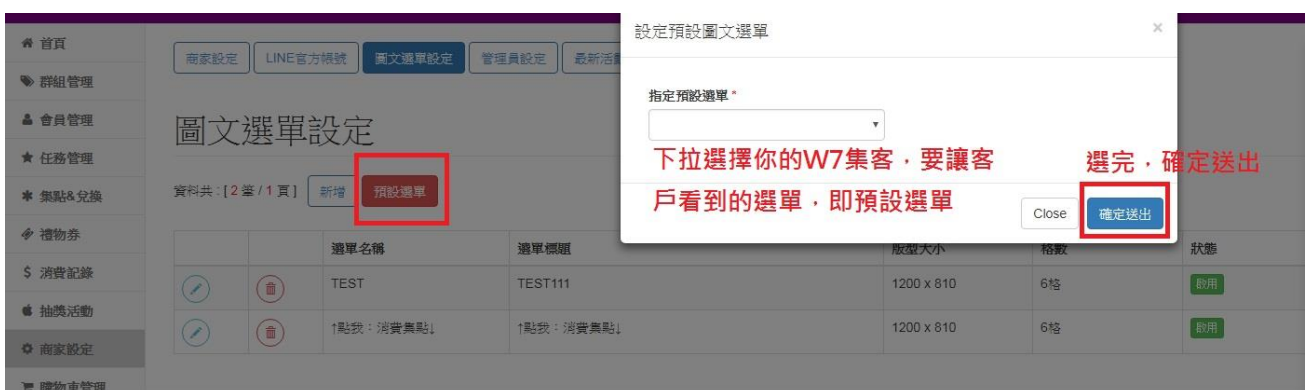 首頁
群組管理
會員管理
任務管理
集點&兌換
禮物券
消費記錄
抽獎活動
商家設定
購物車管理
商家設定
LINE官方帳號
圖文選單設定
管理員設定
最新活
圖文選單設定
資料共:[2 筆/1 頁]
新增
預設選單
選單名稱
選單標題
版型大小
格數
狀態
TEST
TEST111
1200 x 810
6格
啟用
↑點我:消費集點↓
↑點我:消費集點↓
1200 x 810
6格
啟用
設定預設圖文選單
×
指定預設選單*
下拉選擇你的W7集客,要讓客
戶看到的選單,即預設選單
選完,確定送出
Close
確定送出